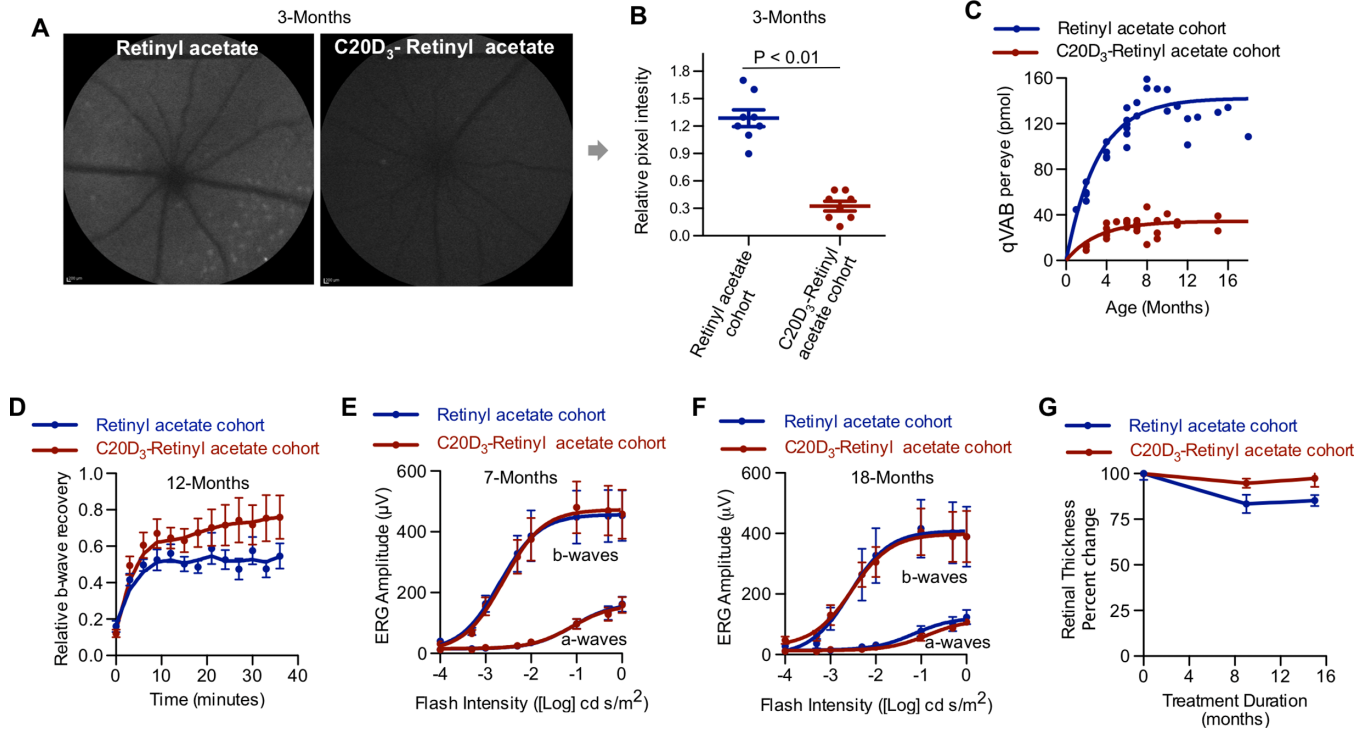 A
3-Months
Retinyl acetate
C20D3- Retinyl acetate
B
3-Months
P < 0.01
Relative pixel intesity
1.8
1.5
1.2
0.9
0.6
0.3
0.0
Retinyl acetate
cohort
C20D3-Retinyl
acetate cohort
C
Retinyl acetate cohort
C20D3-Retinyl acetate cohort
qVAB per eye (pmol)
160
120
80
40
0
0 4 8 12 16
Age (Months)
D
Retinyl acetate cohort
C20D3-Retinyl acetate cohort
12-Months
Relative b-wave recovery
1.0
0.8
0.6
0.4
0.2
0.0
0 10 20 30 40
Time (minutes)
E
Retinyl acetate cohort
C20D3-Retinyl acetate cohort
7-Months
ERG Amplitude (µV)
600
400
200
0
b-waves
a-waves
-4 -3 -2 -1 0
Flash Intensity ([Log] cd s/m2)
F
Retinyl acetate cohort
C20D3-Retinyl acetate cohort
18-Months
ERG Amplitude (µV)
600
400
200
0
b-waves
a-waves
-4 -3 -2 -1 0
Flash Intensity ([Log] cd s/m2)
G
Retinyl acetate cohort
C20D3-Retinyl acetate cohort
Retinal Thickness
Percent change
100
75
50
25
0
0 4 8 12 16
Treatment Duration
(months)